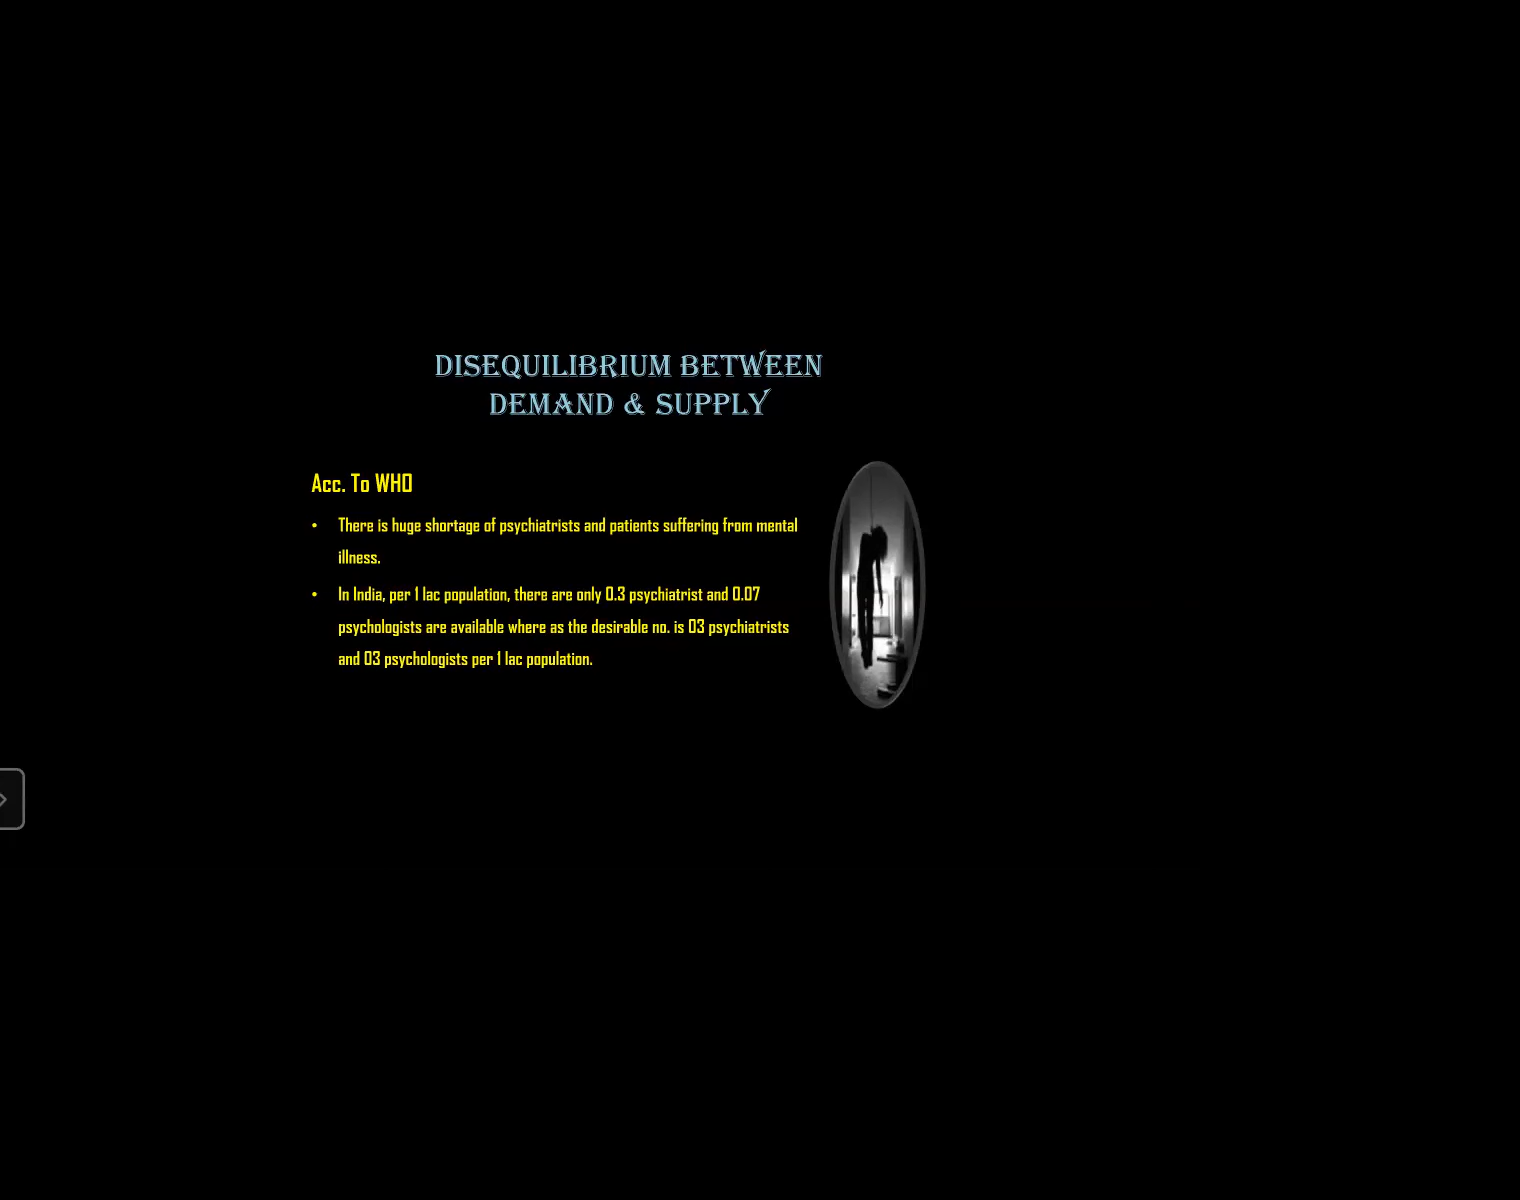 DISEQUILIBRIUM BETWEEN
DEMAND & SUPPLY
Acc. To WHO
• There is huge shortage of psychiatrists and patients suffering from mental
illness.
• In India, per 1 lac population, there are only 0.3 psychiatrist and 0.07
psychologists are available where as the desirable no. is 03 psychiatrists
and 03 psychologists per 1 lac population.